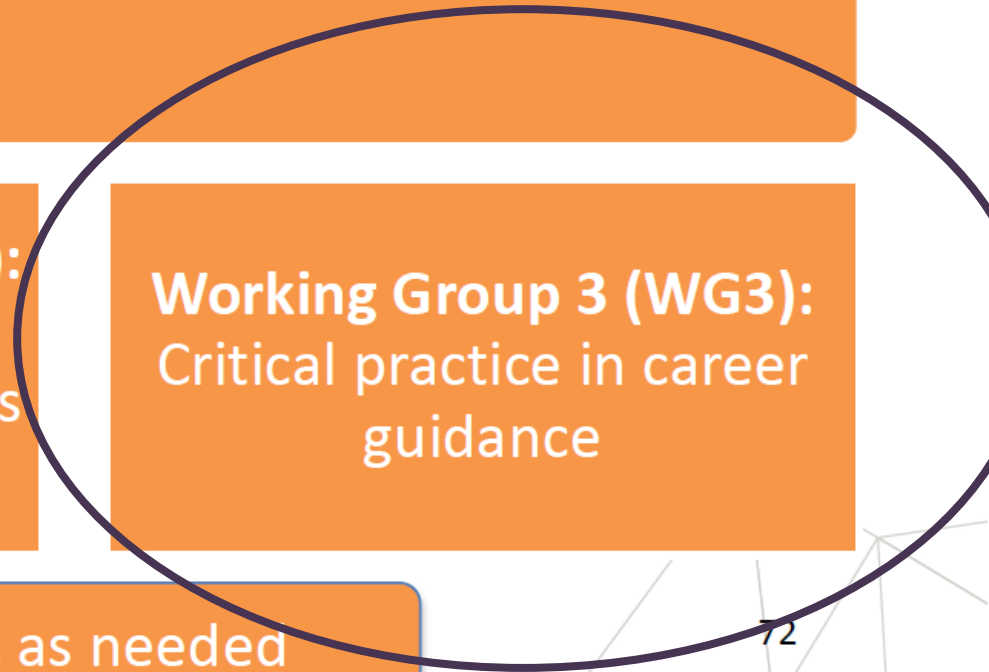 ):
s
Working Group 3 (WG3):
Critical practice in career
guidance
as needed
72